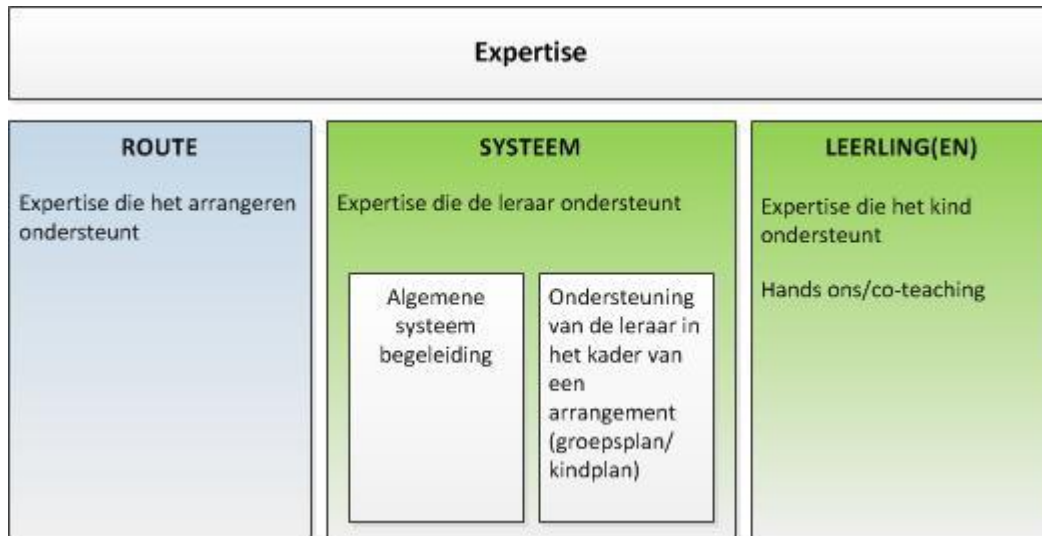 Expertise
ROUTE
Expertise die het arrangeren
ondersteunt
SYSTEEM
Expertise die de leraar ondersteunt
Algemene
systeem
begeleiding
Ondersteuning
van de leraar in
het kader van
een
arrangement
(groepsplan/
kindplan)
LEERLING(EN)
Expertise die het kind
ondersteunt
Hands ons/co-teaching